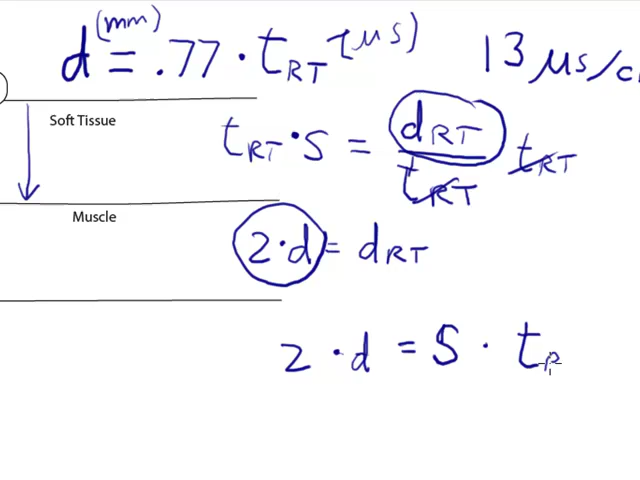 d(mm) = .77 · tRT (μs) 13 μs/c
Soft Tissue
tRT · S = dRT / tRT tRT
Muscle
2 · d = dRT
2 · d = S · tR